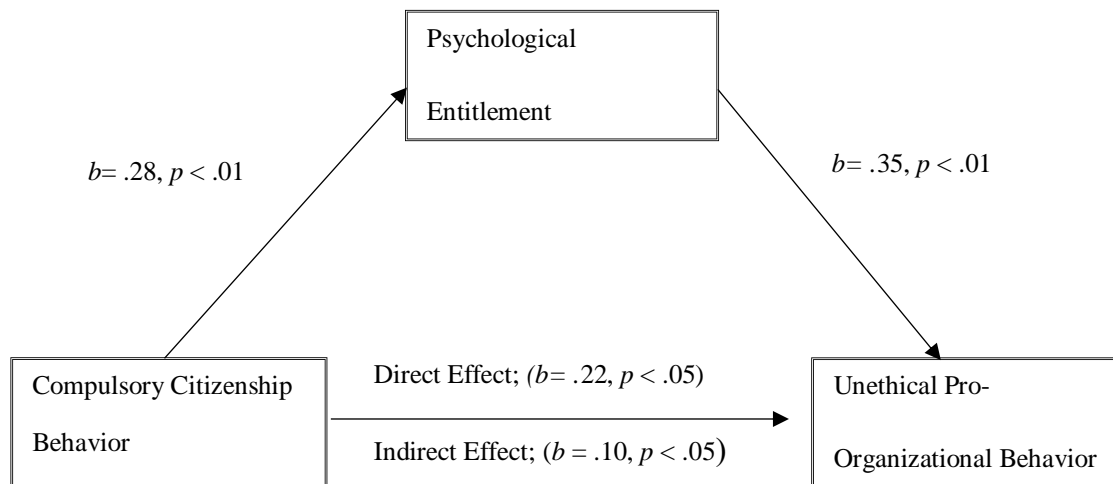 Psychological
Entitlement
b= .28, p < .01
b= .35, p < .01
Compulsory Citizenship
Behavior
Direct Effect; (b= .22, p < .05)
Indirect Effect; (b = .10, p < .05)
Unethical Pro-
Organizational Behavior